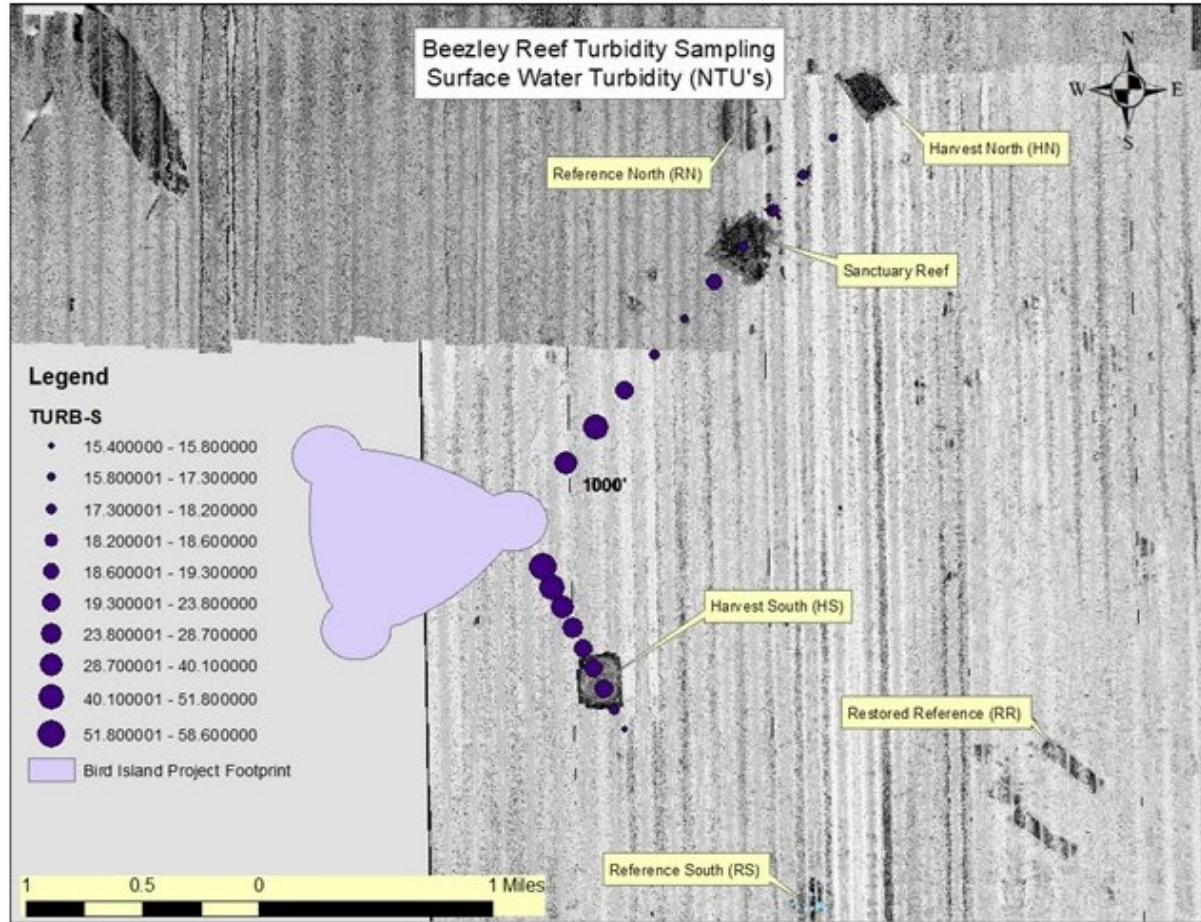 Beezley Reef Turbidity Sampling
Surface Water Turbidity (NTU's)
N
W E
S
Harvest North (HN)
Reference North (RN)
Sanctuary Reef
Legend
TURB-S
15.400000 - 15.800000
15.800001 - 17.300000
17.300001 - 18.200000
18.200001 - 18.600000
18.600001 - 19.300000
19.300001 - 23.800000
23.800001 - 28.700000
28.700001 - 40.100000
40.100001 - 51.800000
51.800001 - 58.600000
Bird Island Project Footprint
1000'
Harvest South (HS)
Restored Reference (RR)
Reference South (RS)
1 0.5 0 1 Miles